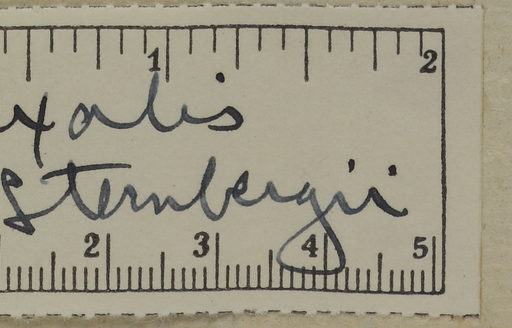 1 2
xalis
Sternbergii
2 3 4 5